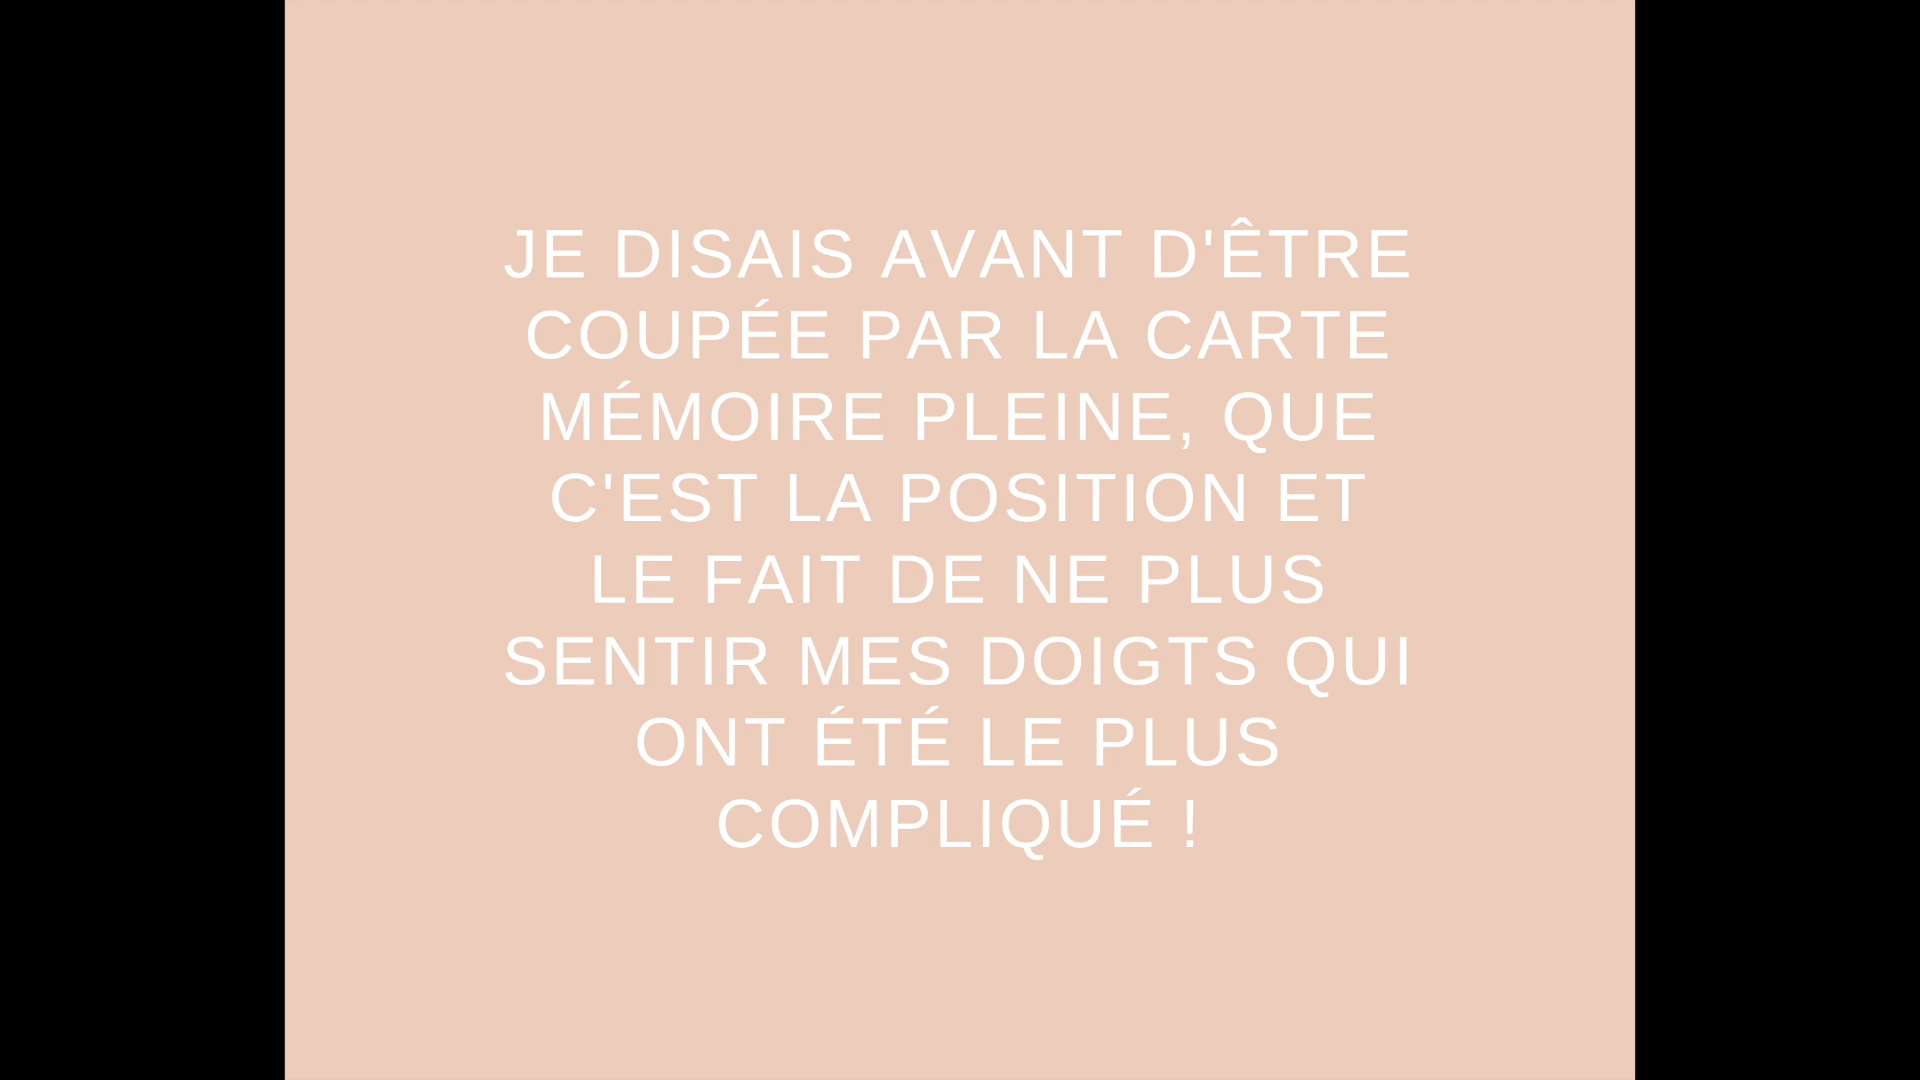 JE DISAIS AVANT D'ÊTRE
COUPÉE PAR LA CARTE
MÉMOIRE PLEINE, QUE
C'EST LA POSITION ET
LE FAIT DE NE PLUS
SENTIR MES DOIGTS QUI
ONT ÉTÉ LE PLUS
COMPLIQUÉ !